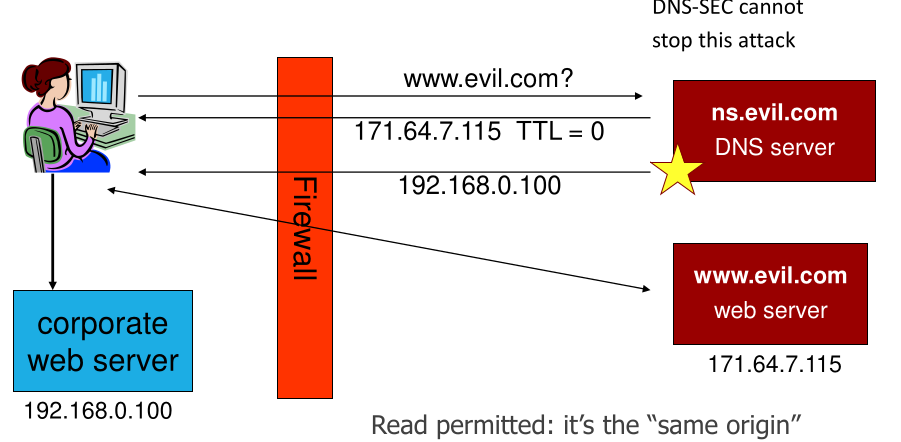 DNS-SEC cannot
stop this attack
www.evil.com?
171.64.7.115 TTL = 0
ns.evil.com
DNS server
192.168.0.100
Firewall
www.evil.com
web server
171.64.7.115
corporate
web server
192.168.0.100
Read permitted: it’s the “same origin”